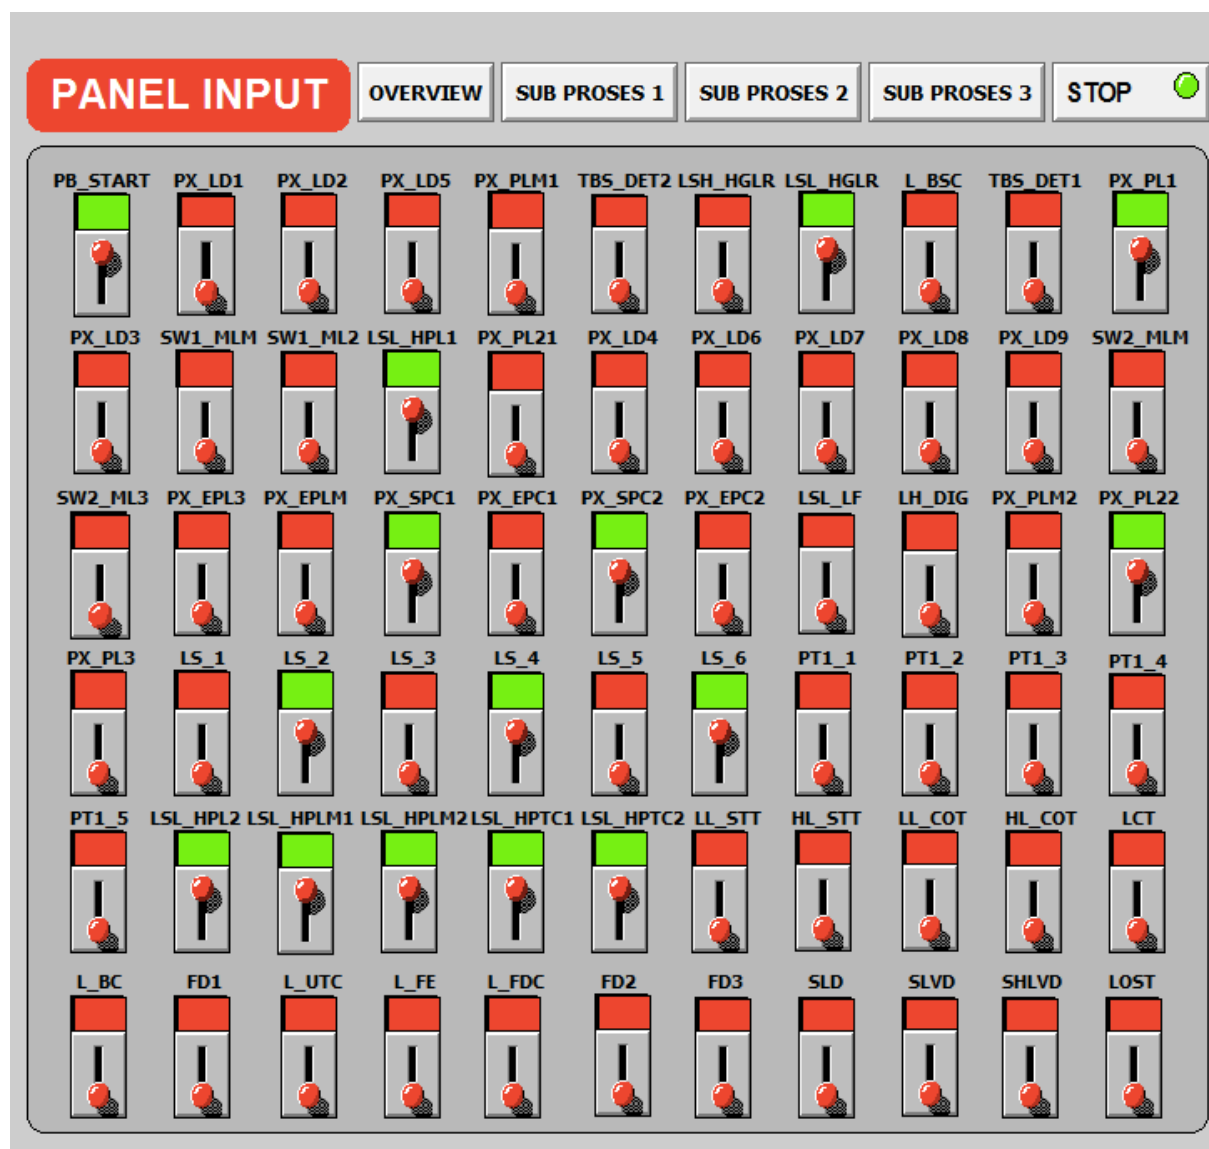 PANEL INPUT OVERVIEW SUB PROSES 1 SUB PROSES 2 SUB PROSES 3 STOP
PB_START PX_LD1 PX_LD2 PX_LD5 PX_PLM1 TBS_DET2 LSH_HGLR LSL_HGLR L_BSC TBS_DET1 PX_PL1
PX_LD3 SW1_MLM SW1_ML2 LSL_HPL1 PX_PL21 PX_LD4 PX_LD6 PX_LD7 PX_LD8 PX_LD9 SW2_MLM
SW2_ML3 PX_EPL3 PX_EPLM PX_SPC1 PX_EPC1 PX_SPC2 PX_EPC2 LSL_LF LH_DIG PX_PLM2 PX_PL22
PX_PL3 LS_1 LS_2 LS_3 LS_4 LS_5 LS_6 PT1_1 PT1_2 PT1_3 PT1_4
PT1_5 LSL_HPL2 LSL_HPLM1 LSL_HPLM2 LSL_HPTC1 LSL_HPTC2 LL_STT HL_STT LL_COT HL_COT LCT
L_BC FD1 L_UTC L_FE L_FDC FD2 FD3 SLD SLVD SHLVD LOST